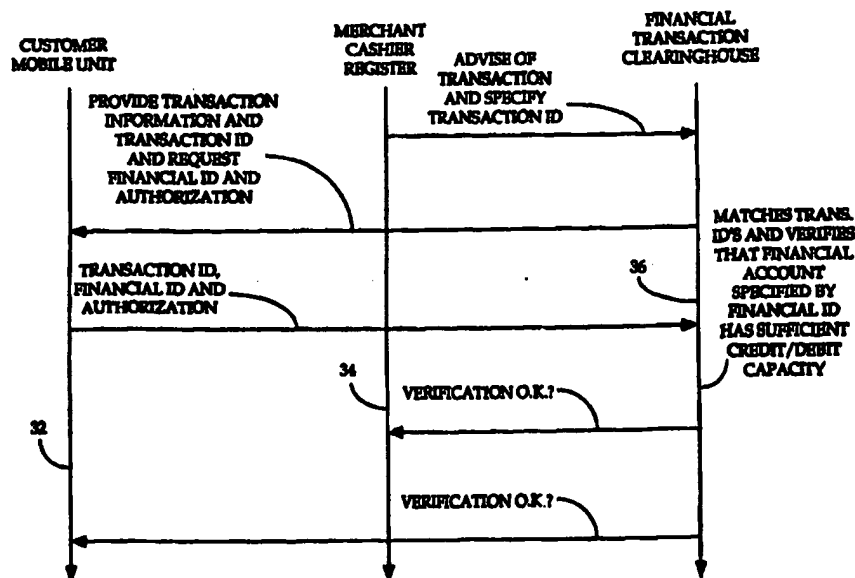 CUSTOMER
MOBILE UNIT
MERCHANT
CASHIER
REGISTER
FINANCIAL
TRANSACTION
CLEARINGHOUSE
ADVISE OF
TRANSACTION
AND SPECIFY
TRANSACTION ID
PROVIDE TRANSACTION
INFORMATION AND
TRANSACTION ID
AND REQUEST
FINANCIAL ID AND
AUTHORIZATION
MATCHES TRANS.
ID'S AND VERIFIES
THAT FINANCIAL
ACCOUNT
SPECIFIED BY
FINANCIAL ID
HAS SUFFICIENT
CREDIT/DEBIT
CAPACITY
36
TRANSACTION ID,
FINANCIAL ID AND
AUTHORIZATION
34
VERIFICATION O.K.?
32
VERIFICATION O.K.?